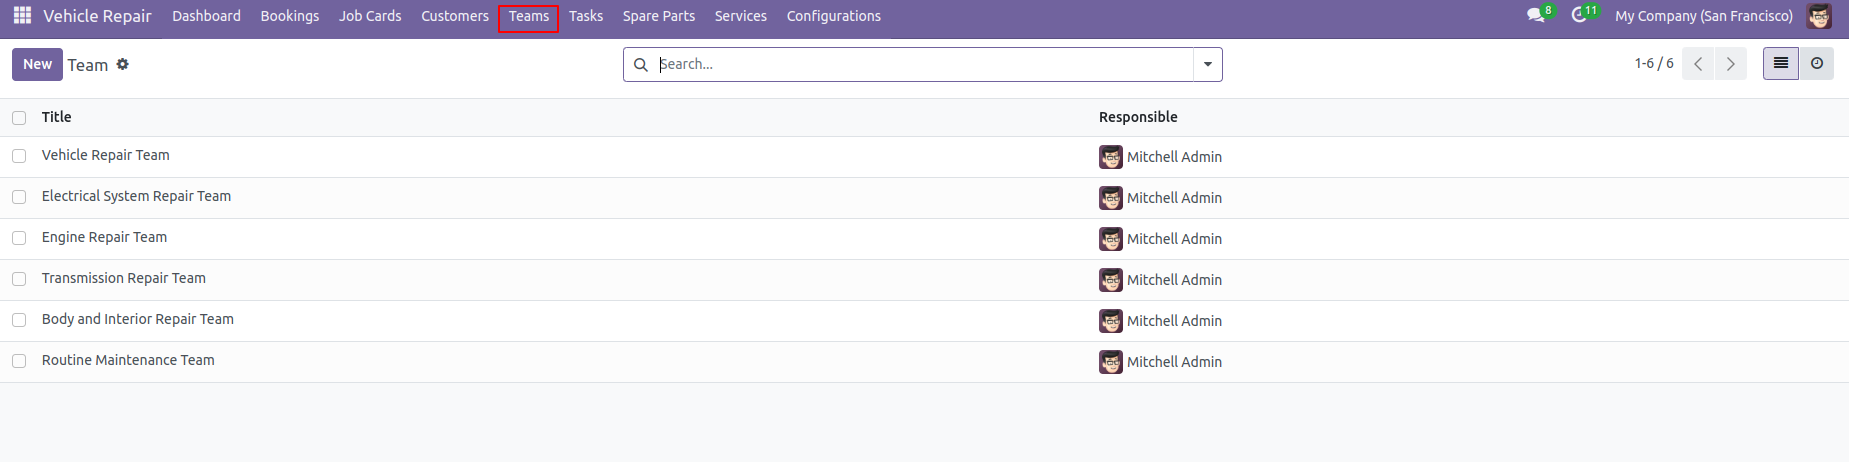 Vehicle Repair Dashboard Bookings Job Cards Customers Teams Tasks Spare Parts Services Configurations 8 11 My Company (San Francisco)
New Team Search... 1-6 / 6
Title Responsible
Vehicle Repair Team Mitchell Admin
Electrical System Repair Team Mitchell Admin
Engine Repair Team Mitchell Admin
Transmission Repair Team Mitchell Admin
Body and Interior Repair Team Mitchell Admin
Routine Maintenance Team Mitchell Admin